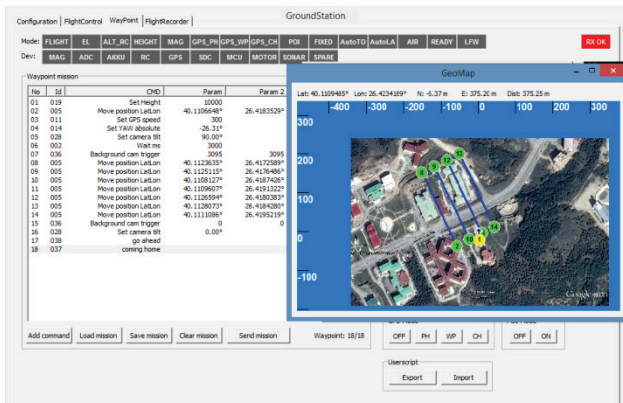 GroundStation
Configuration | FlightControl WayPoint FlightRecorder |
Mode: FLIGHT EL ALT_RC HEIGHT MAG GPS_PH GPS_WP GPS_CH POI FIXED AutoTO AutoLA AIR READY LFW RX OK
Dev: MAG ADC AKKU RC GPS SDC MCU MOTOR SONAR SPARE
Waypoint mission
No Id CMD Param Param 2
01 019 Set Height 10000
02 005 Move position LatLon 40.1106648° 26.4183529°
03 011 Set GPS speed 300
04 014 Set YAW absolute -26.31°
05 028 Set camera tilt 90.00°
06 002 Wait ms 3000
07 036 Background cam trigger 3095 3095
08 005 Move position LatLon 40.1123635° 26.4172589°
09 005 Move position LatLon 40.1125115° 26.4176486°
10 005 Move position LatLon 40.1108127° 26.4187426°
11 005 Move position LatLon 40.1109607° 26.4191322°
12 005 Move position LatLon 40.1126594° 26.4180383°
13 005 Move position LatLon 40.1128073° 26.4184280°
14 005 Move position LatLon 40.1111086° 26.4195219°
15 036 Background cam trigger 0 0
16 028 Set camera tilt 0.00°
17 038 go ahead
18 037 coming home
GeoMap
Lat: 40.1109485° Lon: 26.4234169° N: -6.37 m E: 375.20 m Dist: 375.25 m
-400 -300 -200 -100 0 100 200 300
300
200
100
0
-100
8 9 12 13
2 10 1 14
Google earth
Add command Load mission Save mission Clear mission Send mission Waypoint: 18/18
OFF PH WP CH OFF ON
Userscript
Export Import